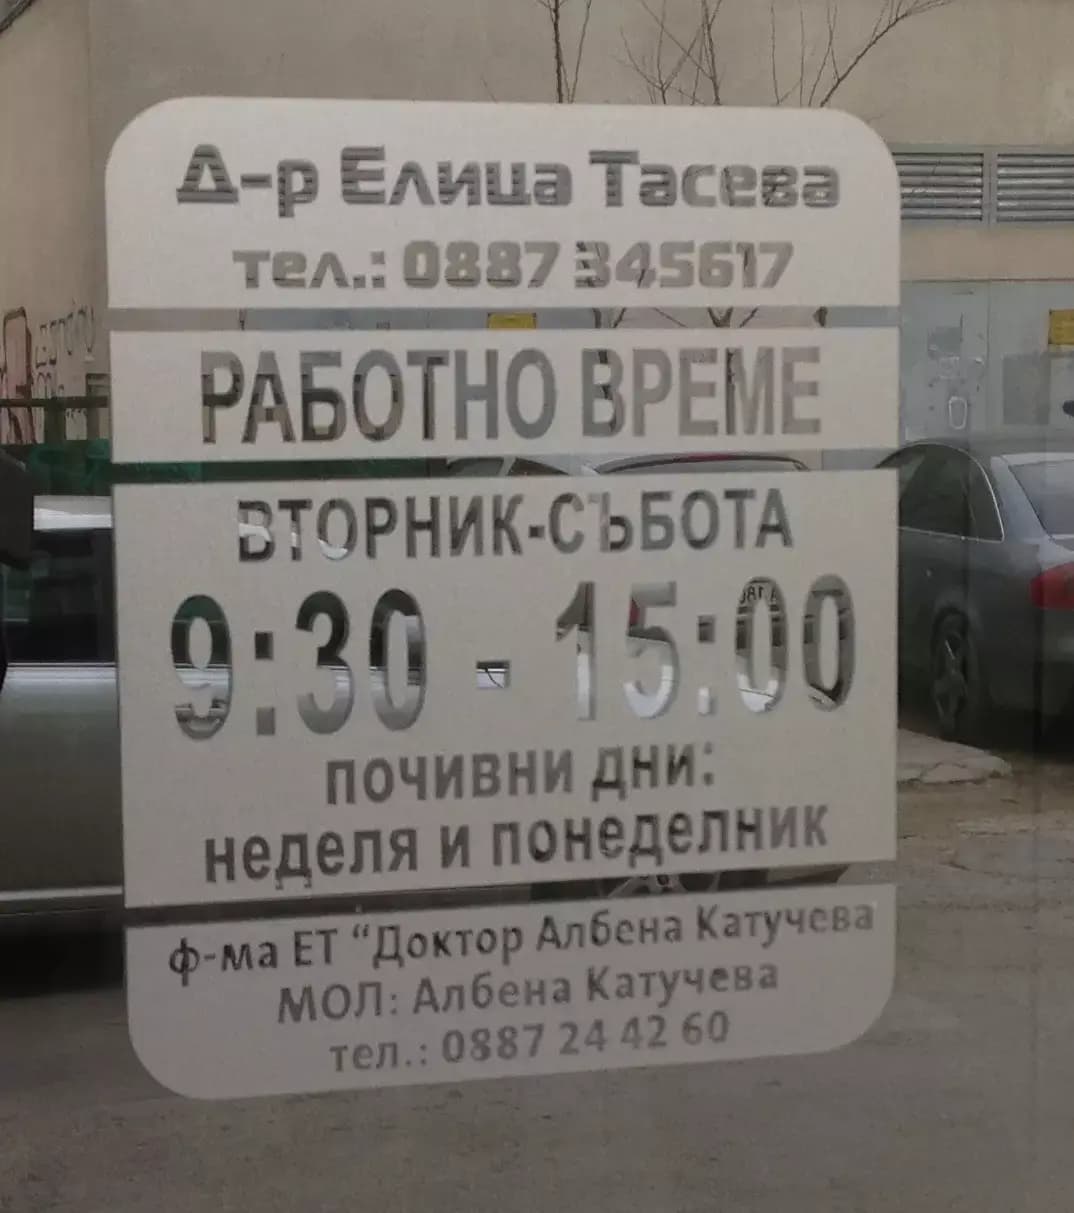 Д-р Елица Тасева
тел.: 0887 345617
РАБОТНО ВРЕМЕ
ВТОРНИК-СЪБОТА
9:30 - 15:00
почивни дни:
неделя и понеделник
ф-ма ЕТ “Доктор Албена Катучева
МОЛ: Албена Катучева
тел.: 0887 24 42 60